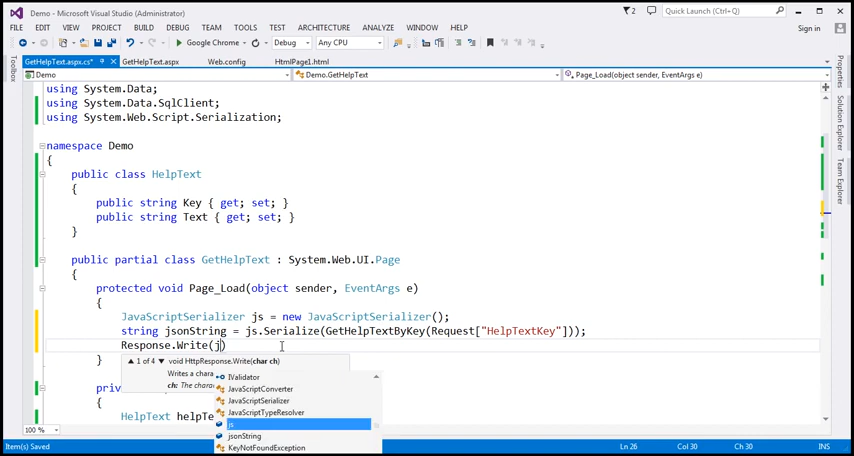 Demo - Microsoft Visual Studio (Administrator)
2
Quick Launch (Ctrl+Q)
FILE EDIT VIEW PROJECT BUILD DEBUG TEAM TOOLS TEST ARCHITECTURE ANALYZE WINDOW HELP
Sign in
Google Chrome Debug Any CPU
GetHelpText.aspx.cs* GetHelpText.aspx Web.config HtmlPage1.html
Demo Demo.GetHelpText Page_Load(object sender, EventArgs e)
Toolbox
Properties
Solution Explorer
Team Explorer
using System.Data;
using System.Data.SqlClient;
using System.Web.Script.Serialization;
namespace Demo
{
public class HelpText
{
public string Key { get; set; }
public string Text { get; set; }
}
public partial class GetHelpText : System.Web.UI.Page
{
protected void Page_Load(object sender, EventArgs e)
{
JavaScriptSerializer js = new JavaScriptSerializer();
string jsonString = js.Serialize(GetHelpTextByKey(Request["HelpTextKey"]));
Response.Write(j)
}
▲ 1 of 4 ▼ void HttpResponse.Write(char ch)
Writes a chara
ch: The charac
IValidator
JavaScriptConverter
JavaScriptSerializer
JavaScriptTypeResolver
js
jsonString
KeyNotFoundException
{
HelpText
100 %
Item(s) Saved Ln 26 Col 30 Ch 30 INS